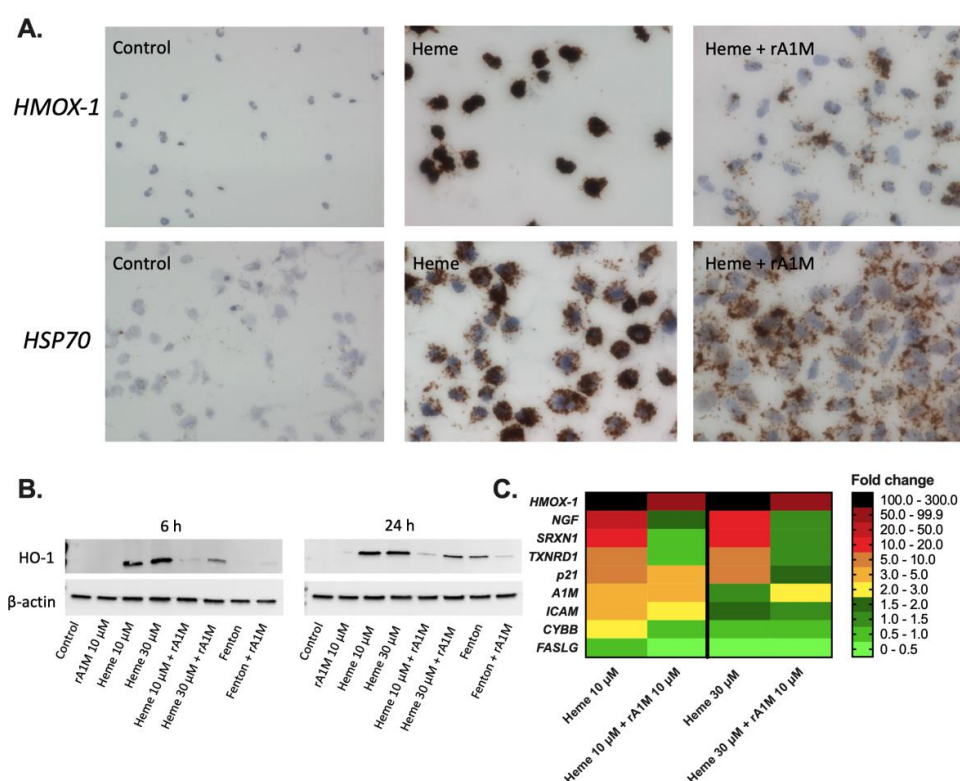 A.
Control
Heme
Heme + rA1M
HMOX-1
Control
Heme
Heme + rA1M
HSP70
B.
6 h
24 h
HO-1
β-actin
Control
rA1M 10 μM
Heme 10 μM
Heme 30 μM
Heme 10 μM + rA1M
Heme 30 μM + rA1M
Fenton
Fenton + rA1M
Control
rA1M 10 μM
Heme 10 μM
Heme 30 μM
Heme 10 μM + rA1M
Heme 30 μM + rA1M
Fenton
Fenton + rA1M
C.
HMOX-1
NGF
SRXN1
TXNRD1
p21
A1M
ICAM
CYBB
FASLG
Heme 10 μM
Heme 10 μM + rA1M 10 μM
Heme 30 μM
Heme 30 μM + rA1M 10 μM
Fold change
100.0 - 300.0
50.0 - 99.9
20.0 - 50.0
10.0 - 20.0
5.0 - 10.0
3.0 - 5.0
2.0 - 3.0
1.5 - 2.0
1.0 - 1.5
0.5 - 1.0
0 - 0.5